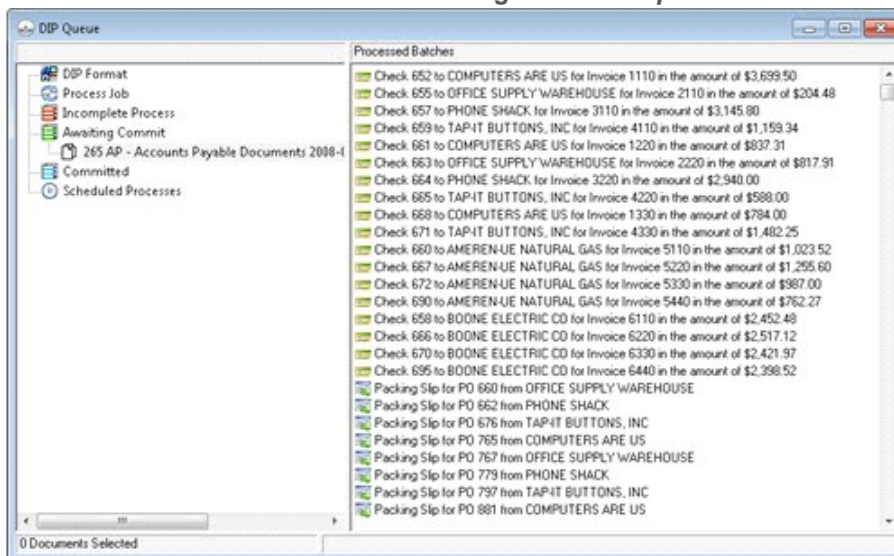 DIP Queue
Processed Batches
DIP Format
Process Job
Incomplete Process
Awaiting Commit
265 AP - Accounts Payable Documents 2008-(
Committed
Scheduled Processes
Check 652 to COMPUTERS ARE US for Invoice 1110 in the amount of $3,699.50
Check 655 to OFFICE SUPPLY WAREHOUSE for Invoice 2110 in the amount of $204.48
Check 657 to PHONE SHACK for Invoice 3110 in the amount of $3,145.80
Check 659 to TAP-IT BUTTONS, INC for Invoice 4110 in the amount of $1,159.34
Check 661 to COMPUTERS ARE US for Invoice 1220 in the amount of $837.31
Check 663 to OFFICE SUPPLY WAREHOUSE for Invoice 2220 in the amount of $817.91
Check 664 to PHONE SHACK for Invoice 3220 in the amount of $2,940.00
Check 665 to TAP-IT BUTTONS, INC for Invoice 4220 in the amount of $588.00
Check 668 to COMPUTERS ARE US for Invoice 1330 in the amount of $784.00
Check 671 to TAP-IT BUTTONS, INC for Invoice 4330 in the amount of $1,482.25
Check 660 to AMEREN-UE NATURAL GAS for Invoice 5110 in the amount of $1,023.52
Check 667 to AMEREN-UE NATURAL GAS for Invoice 5220 in the amount of $1,255.60
Check 672 to AMEREN-UE NATURAL GAS for Invoice 5330 in the amount of $987.00
Check 690 to AMEREN-UE NATURAL GAS for Invoice 5440 in the amount of $762.27
Check 658 to BOONE ELECTRIC CO for Invoice 6110 in the amount of $2,452.48
Check 666 to BOONE ELECTRIC CO for Invoice 6220 in the amount of $2,517.12
Check 670 to BOONE ELECTRIC CO for Invoice 6330 in the amount of $2,421.97
Check 695 to BOONE ELECTRIC CO for Invoice 6440 in the amount of $2,398.52
Packing Slip for PO 660 from OFFICE SUPPLY WAREHOUSE
Packing Slip for PO 662 from PHONE SHACK
Packing Slip for PO 676 from TAP-IT BUTTONS, INC
Packing Slip for PO 765 from COMPUTERS ARE US
Packing Slip for PO 767 from OFFICE SUPPLY WAREHOUSE
Packing Slip for PO 779 from PHONE SHACK
Packing Slip for PO 797 from TAP-IT BUTTONS, INC
Packing Slip for PO 881 from COMPUTERS ARE US
0 Documents Selected